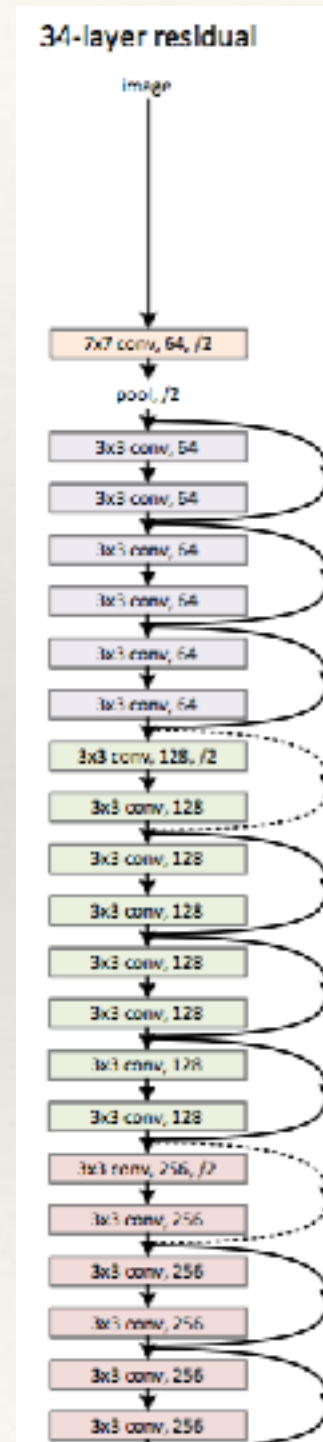 34-layer residual
image
7x7 conv, 64, /2
pool, /2
3x3 conv, 64
3x3 conv, 64
3x3 conv, 64
3x3 conv, 64
3x3 conv, 64
3x3 conv, 64
3x3 conv, 128, /2
3x3 conv, 128
3x3 conv, 128
3x3 conv, 128
3x3 conv, 128
3x3 conv, 128
3x3 conv, 128
3x3 conv, 128
3x3 conv, 256, /2
3x3 conv, 256
3x3 conv, 256
3x3 conv, 256
3x3 conv, 256
3x3 conv, 256